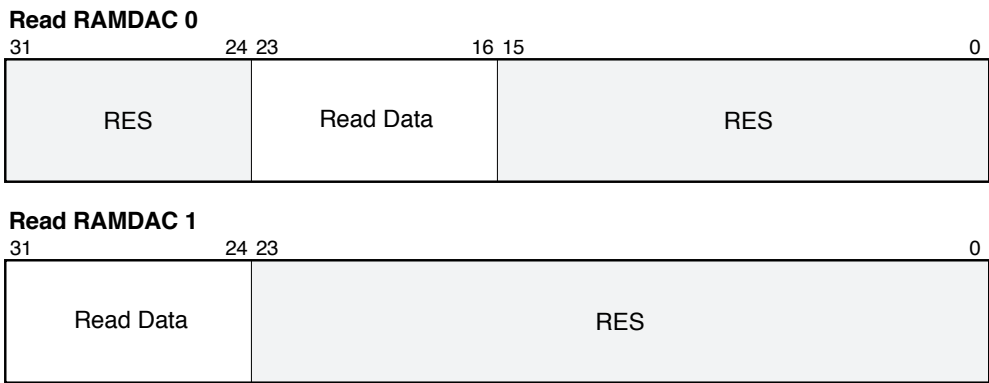 Read RAMDAC 0
31 24 23 16 15 0
RES Read Data RES
Read RAMDAC 1
31 24 23 0
Read Data RES